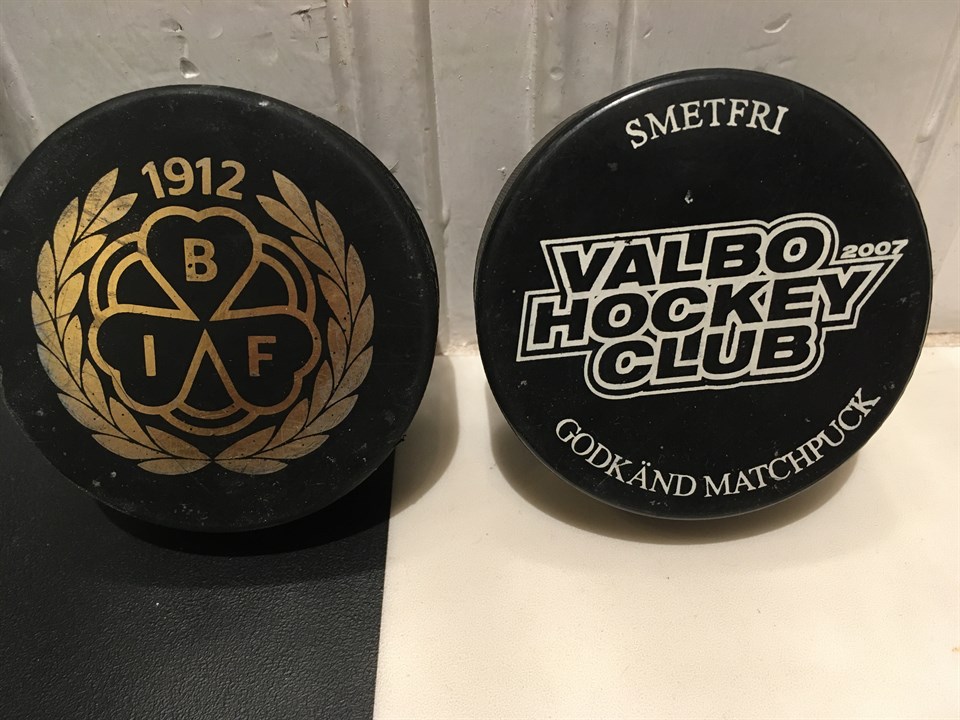 1912
B
I F
SMETFRI
VALBO 2007
HOCKEY
CLUB
GODKÄND MATCHPUCK